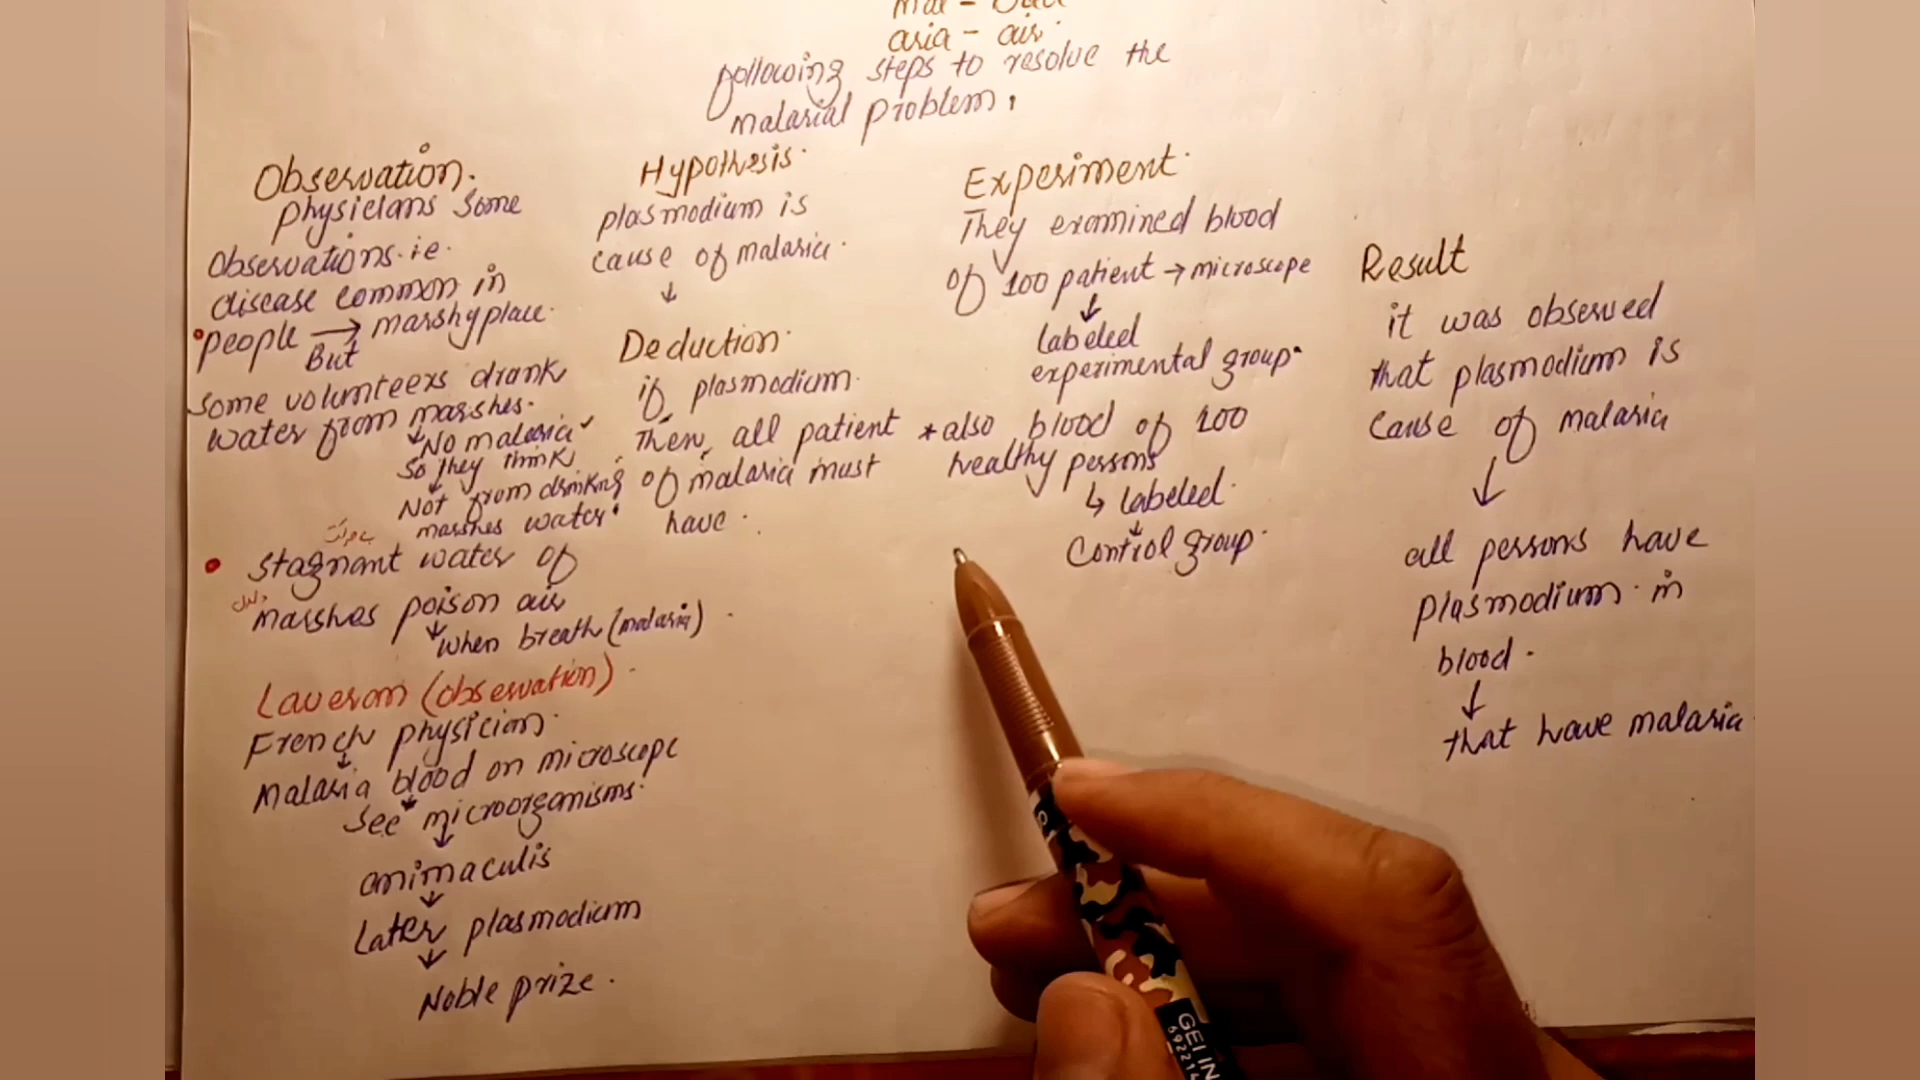 aria - air
following steps to resolve the
malarial problem.
Observation.
physicians some
Observations. ie.
disease common in
• people → marshy place.
But
Some volunteers drank
water from marshes.
↓ No malaria
So they think
Not from drinking
marshes water.
• stagnant water of
marshes poison air
↓ when breath (malaria)
Laveran (observation)
French physician.
Malaria blood on microscope
see microorganisms.
↓
animaculis
↓
Later plasmodium
↓
Noble prize.
Hypothesis.
plasmodium is
cause of malaria.
↓
Deduction.
if plasmodium.
Then, all patient
of malaria must
have.
Experiment.
They examined blood
of 100 patient → microscope
↓
labeled
experimental group.
* also blood of 100
healthy persons
↳ labeled.
↓
Control group.
Result
it was observed
that plasmodium is
cause of malaria
↓
all persons have
plasmodium in
blood.
↓
that have malaria.
GEI IN